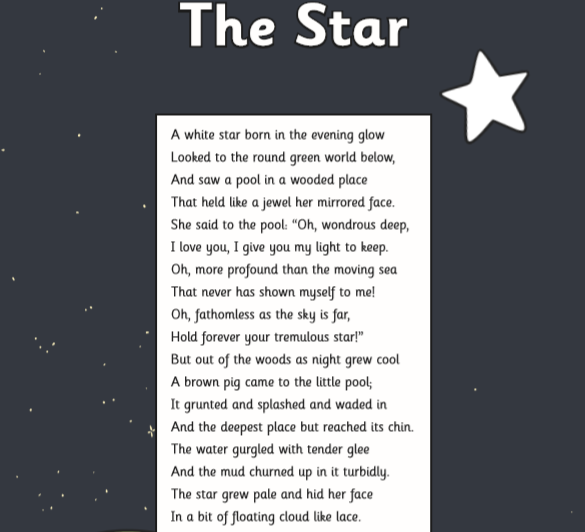 The Star
A white star born in the evening glow
Looked to the round green world below,
And saw a pool in a wooded place
That held like a jewel her mirrored face.
She said to the pool: “Oh, wondrous deep,
I love you, I give you my light to keep.
Oh, more profound than the moving sea
That never has shown myself to me!
Oh, fathomless as the sky is far,
Hold forever your tremulous star!”
But out of the woods as night grew cool
A brown pig came to the little pool;
It grunted and splashed and waded in
And the deepest place but reached its chin.
The water gurgled with tender glee
And the mud churned up in it turbidly.
The star grew pale and hid her face
In a bit of floating cloud like lace.